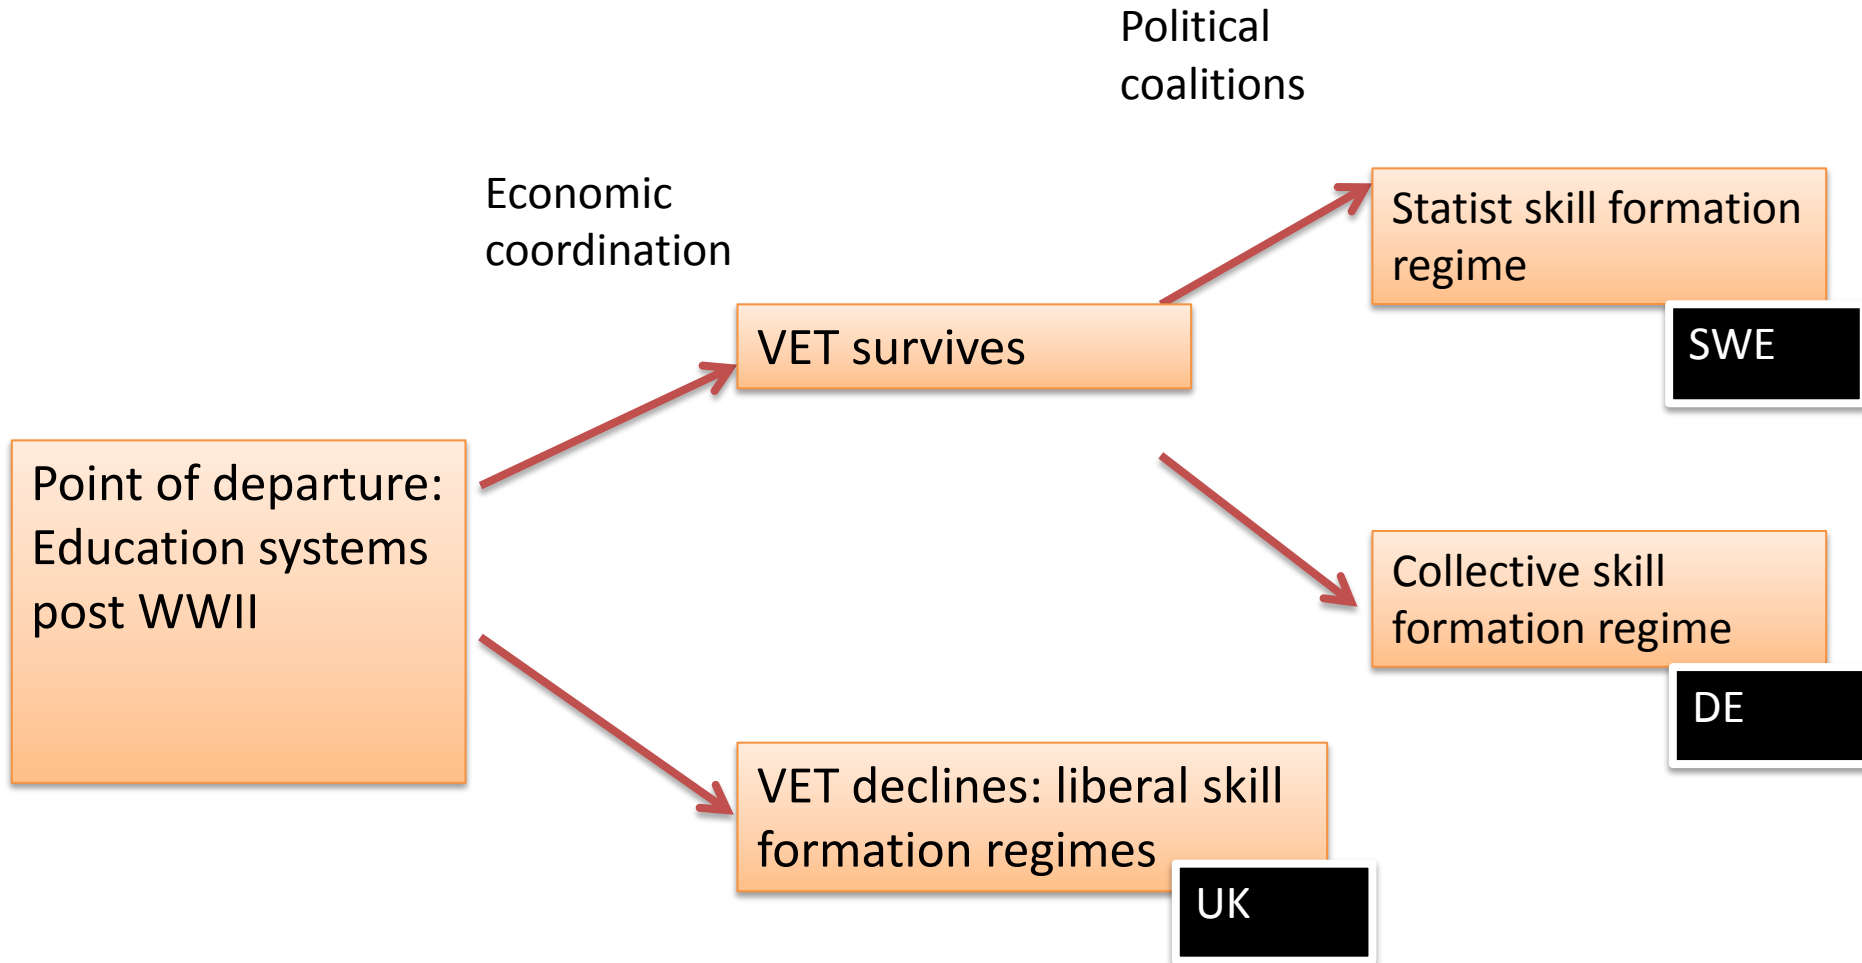 Political
coalitions
Economic
coordination
Statist skill formation
regime
SWE
VET survives
Point of departure:
Education systems
post WWII
Collective skill
formation regime
DE
VET declines: liberal skill
formation regimes
UK